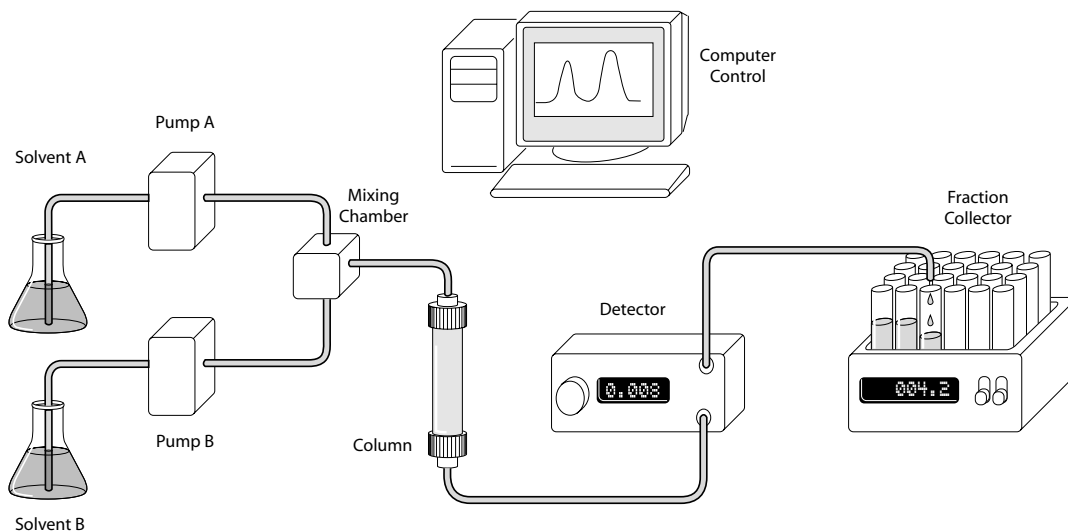 Computer
Control
Pump A
Solvent A
Mixing
Chamber
Fraction
Collector
Detector
0.008
004.2
Pump B
Column
Solvent B